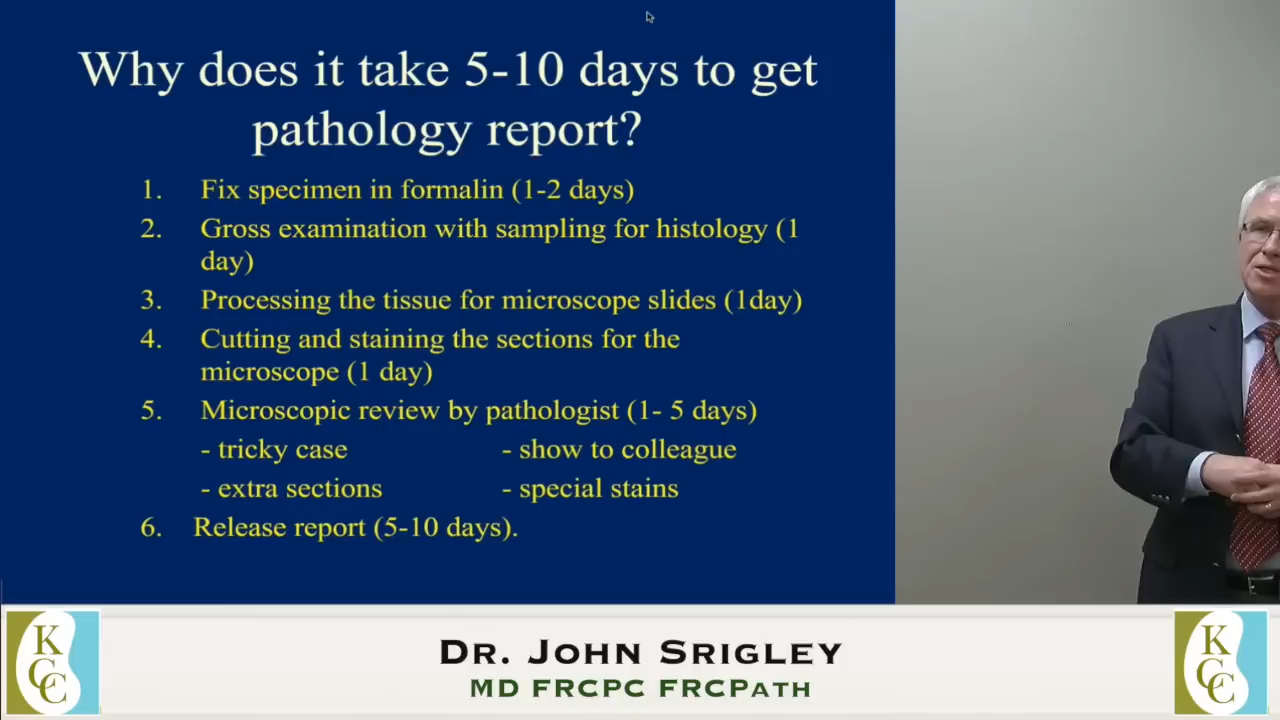 Why does it take 5-10 days to get
pathology report?
1. Fix specimen in formalin (1-2 days)
2. Gross examination with sampling for histology (1
day)
3. Processing the tissue for microscope slides (1day)
4. Cutting and staining the sections for the
microscope (1 day)
5. Microscopic review by pathologist (1- 5 days)
- tricky case - show to colleague
- extra sections - special stains
6. Release report (5-10 days).
KCC
Dr. John Srigley
MD FRCPC FRCPath
KCC